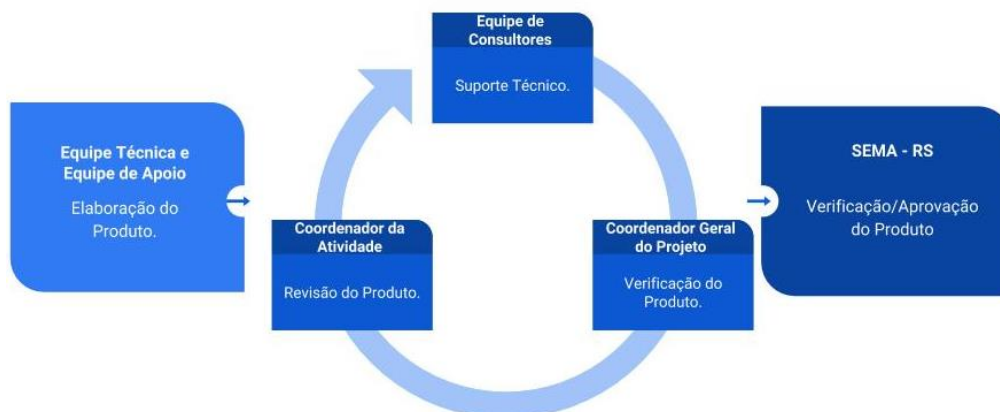 Equipe Técnica e
Equipe de Apoio
Elaboração do
Produto.
Equipe de
Consultores
Suporte Técnico.
Coordenador da
Atividade
Revisão do Produto.
Coordenador Geral
do Projeto
Verificação do
Produto.
SEMA - RS
Verificação/Aprovação
do Produto